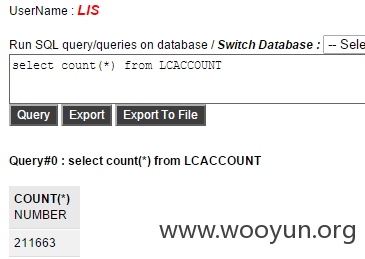 UserName : LIS
Run SQL query/queries on database / Switch Database : -- Sele
select count(*) from LCACCOUNT
Query Export Export To File
Query#0 : select count(*) from LCACCOUNT
COUNT(*)
NUMBER
211663
www.wooyun.org